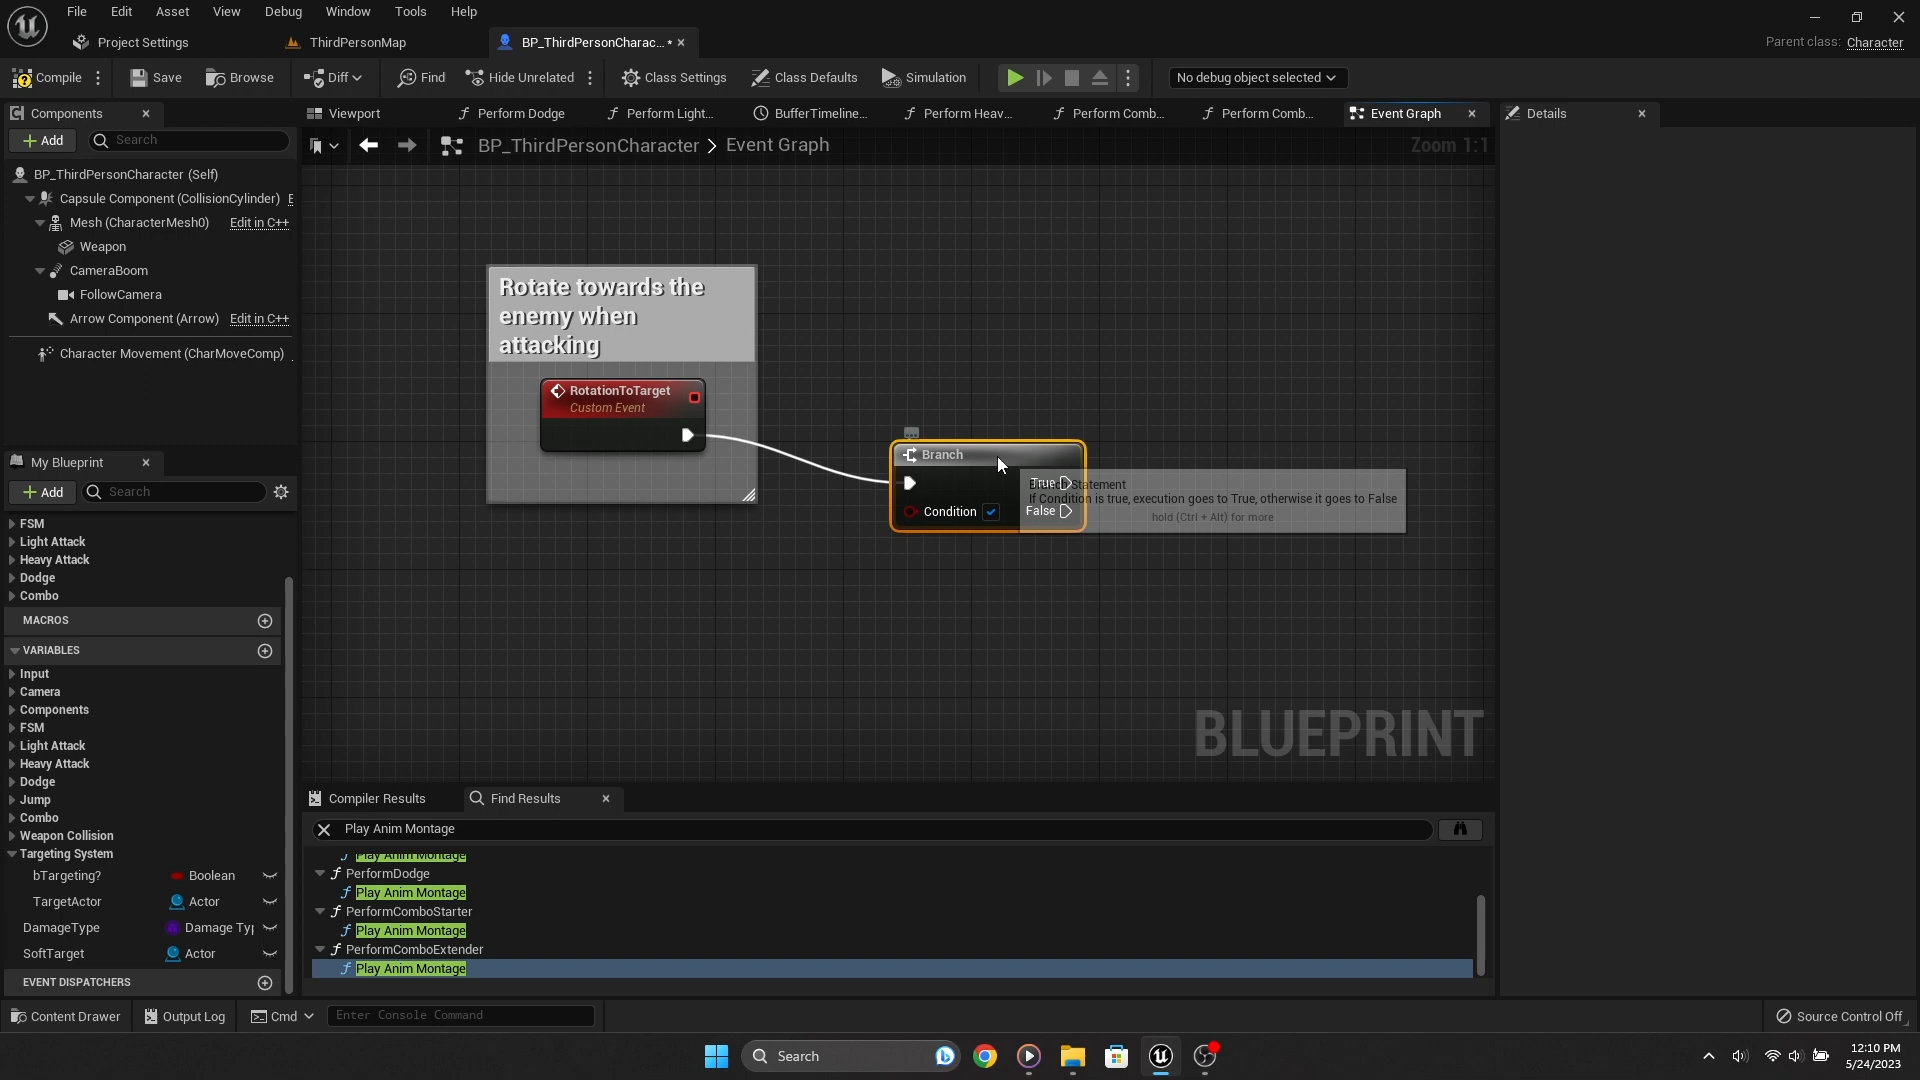 File Edit Asset View Debug Window Tools Help
Project Settings ThirdPersonMap BP_ThirdPersonCharac... •
Parent class: Character
Compile Save Browse Diff Find Hide Unrelated Class Settings Class Defaults Simulation No debug object selected
Components
Add Search
BP_ThirdPersonCharacter (Self)
Capsule Component (CollisionCylinder) E
Mesh (CharacterMesh0) Edit in C++
Weapon
CameraBoom
FollowCamera
Arrow Component (Arrow) Edit in C++
Character Movement (CharMoveComp)
My Blueprint
Add Search
FSM
Light Attack
Heavy Attack
Dodge
Combo
MACROS
VARIABLES
Input
Camera
Components
FSM
Light Attack
Heavy Attack
Dodge
Jump
Combo
Weapon Collision
Targeting System
bTargeting? Boolean
TargetActor Actor
DamageType Damage Typ
SoftTarget Actor
EVENT DISPATCHERS
Viewport Perform Dodge Perform Light... BufferTimeline... Perform Heav... Perform Comb... Perform Comb... Event Graph
BP_ThirdPersonCharacter > Event Graph
Zoom 1:1
Rotate towards the
enemy when
attacking
RotationToTarget
Custom Event
Branch
True
Condition False
Statement
If Condition is true, execution goes to True, otherwise it goes to False
hold (Ctrl + Alt) for more
BLUEPRINT
Details
Compiler Results Find Results
Play Anim Montage
Play Anim Montage
PerformDodge
Play Anim Montage
PerformComboStarter
Play Anim Montage
PerformComboExtender
Play Anim Montage
Content Drawer Output Log Cmd Enter Console Command Source Control Off
Search
12:10 PM
5/24/2023